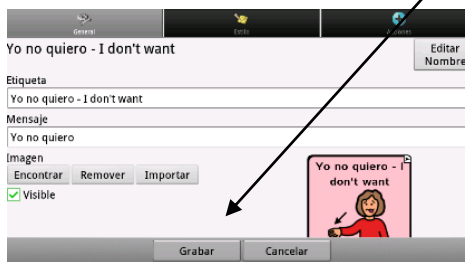 General Estilo Acciones
Yo no quiero - I don't want
Editar
Nombre
Etiqueta
Yo no quiero - I don't want
Mensaje
Yo no quiero
Imagen
Encontrar Remover Importar
Visible
Yo no quiero - I
don't want
Grabar Cancelar